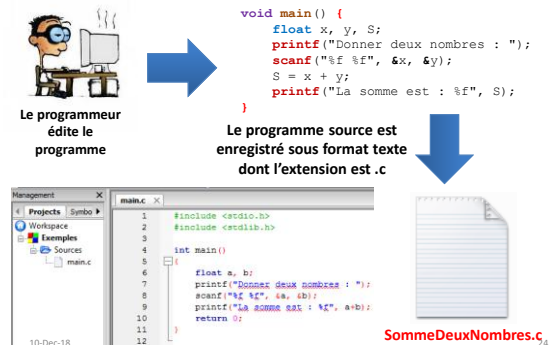 void main() {
float x, y, S;
printf("Donner deux nombres : ");
scanf("%f %f", &x, &y);
S = x + y;
printf("La somme est : %f", S);
}
Le programmeur
édite le
programme
Le programme source est
enregistré sous format texte
dont l'extension est .c
Management
Projects Symbo
Workspace
Exemples
Sources
main.c
main.c
1 #include <stdio.h>
2 #include <stdlib.h>
3
4 int main()
5 {
6 float a, b;
7 printf("Donner deux nombres : ");
8 scanf("%f %f", &a, &b);
9 printf("La somme est : %f", a+b);
10 return 0;
11 }
12
SommeDeuxNombres.c
10-Dec-18
24